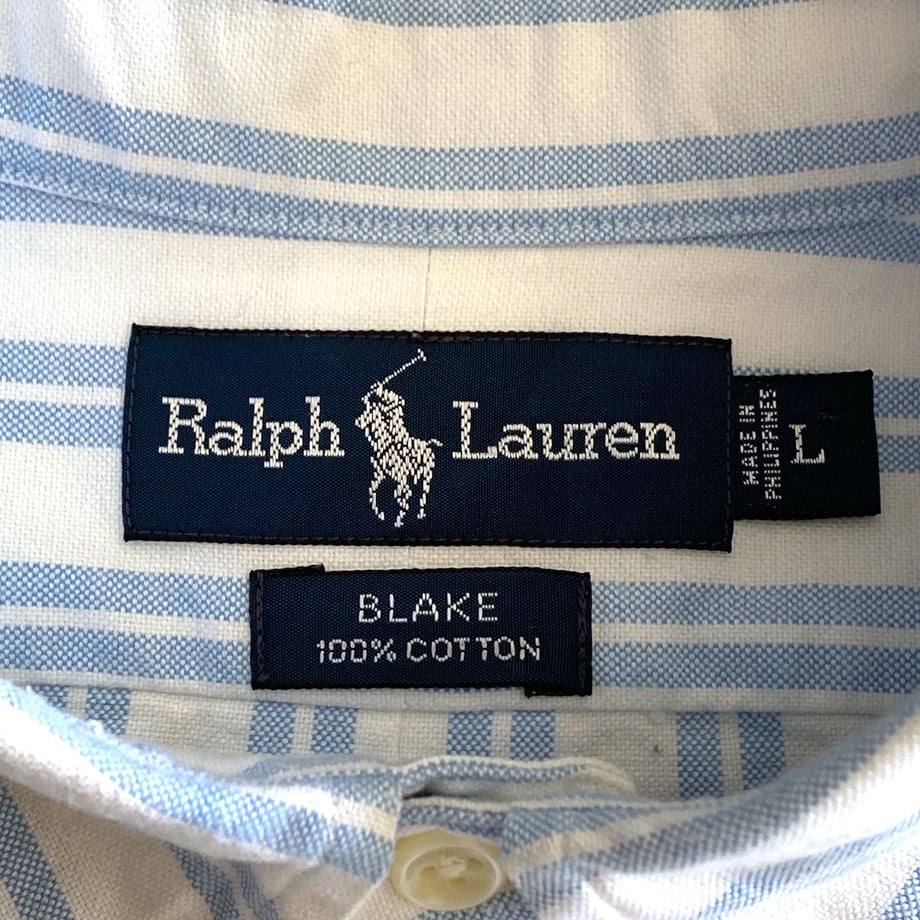 Ralph Lauren
MADE IN
PHILIPPINES
L
BLAKE
100% COTTON